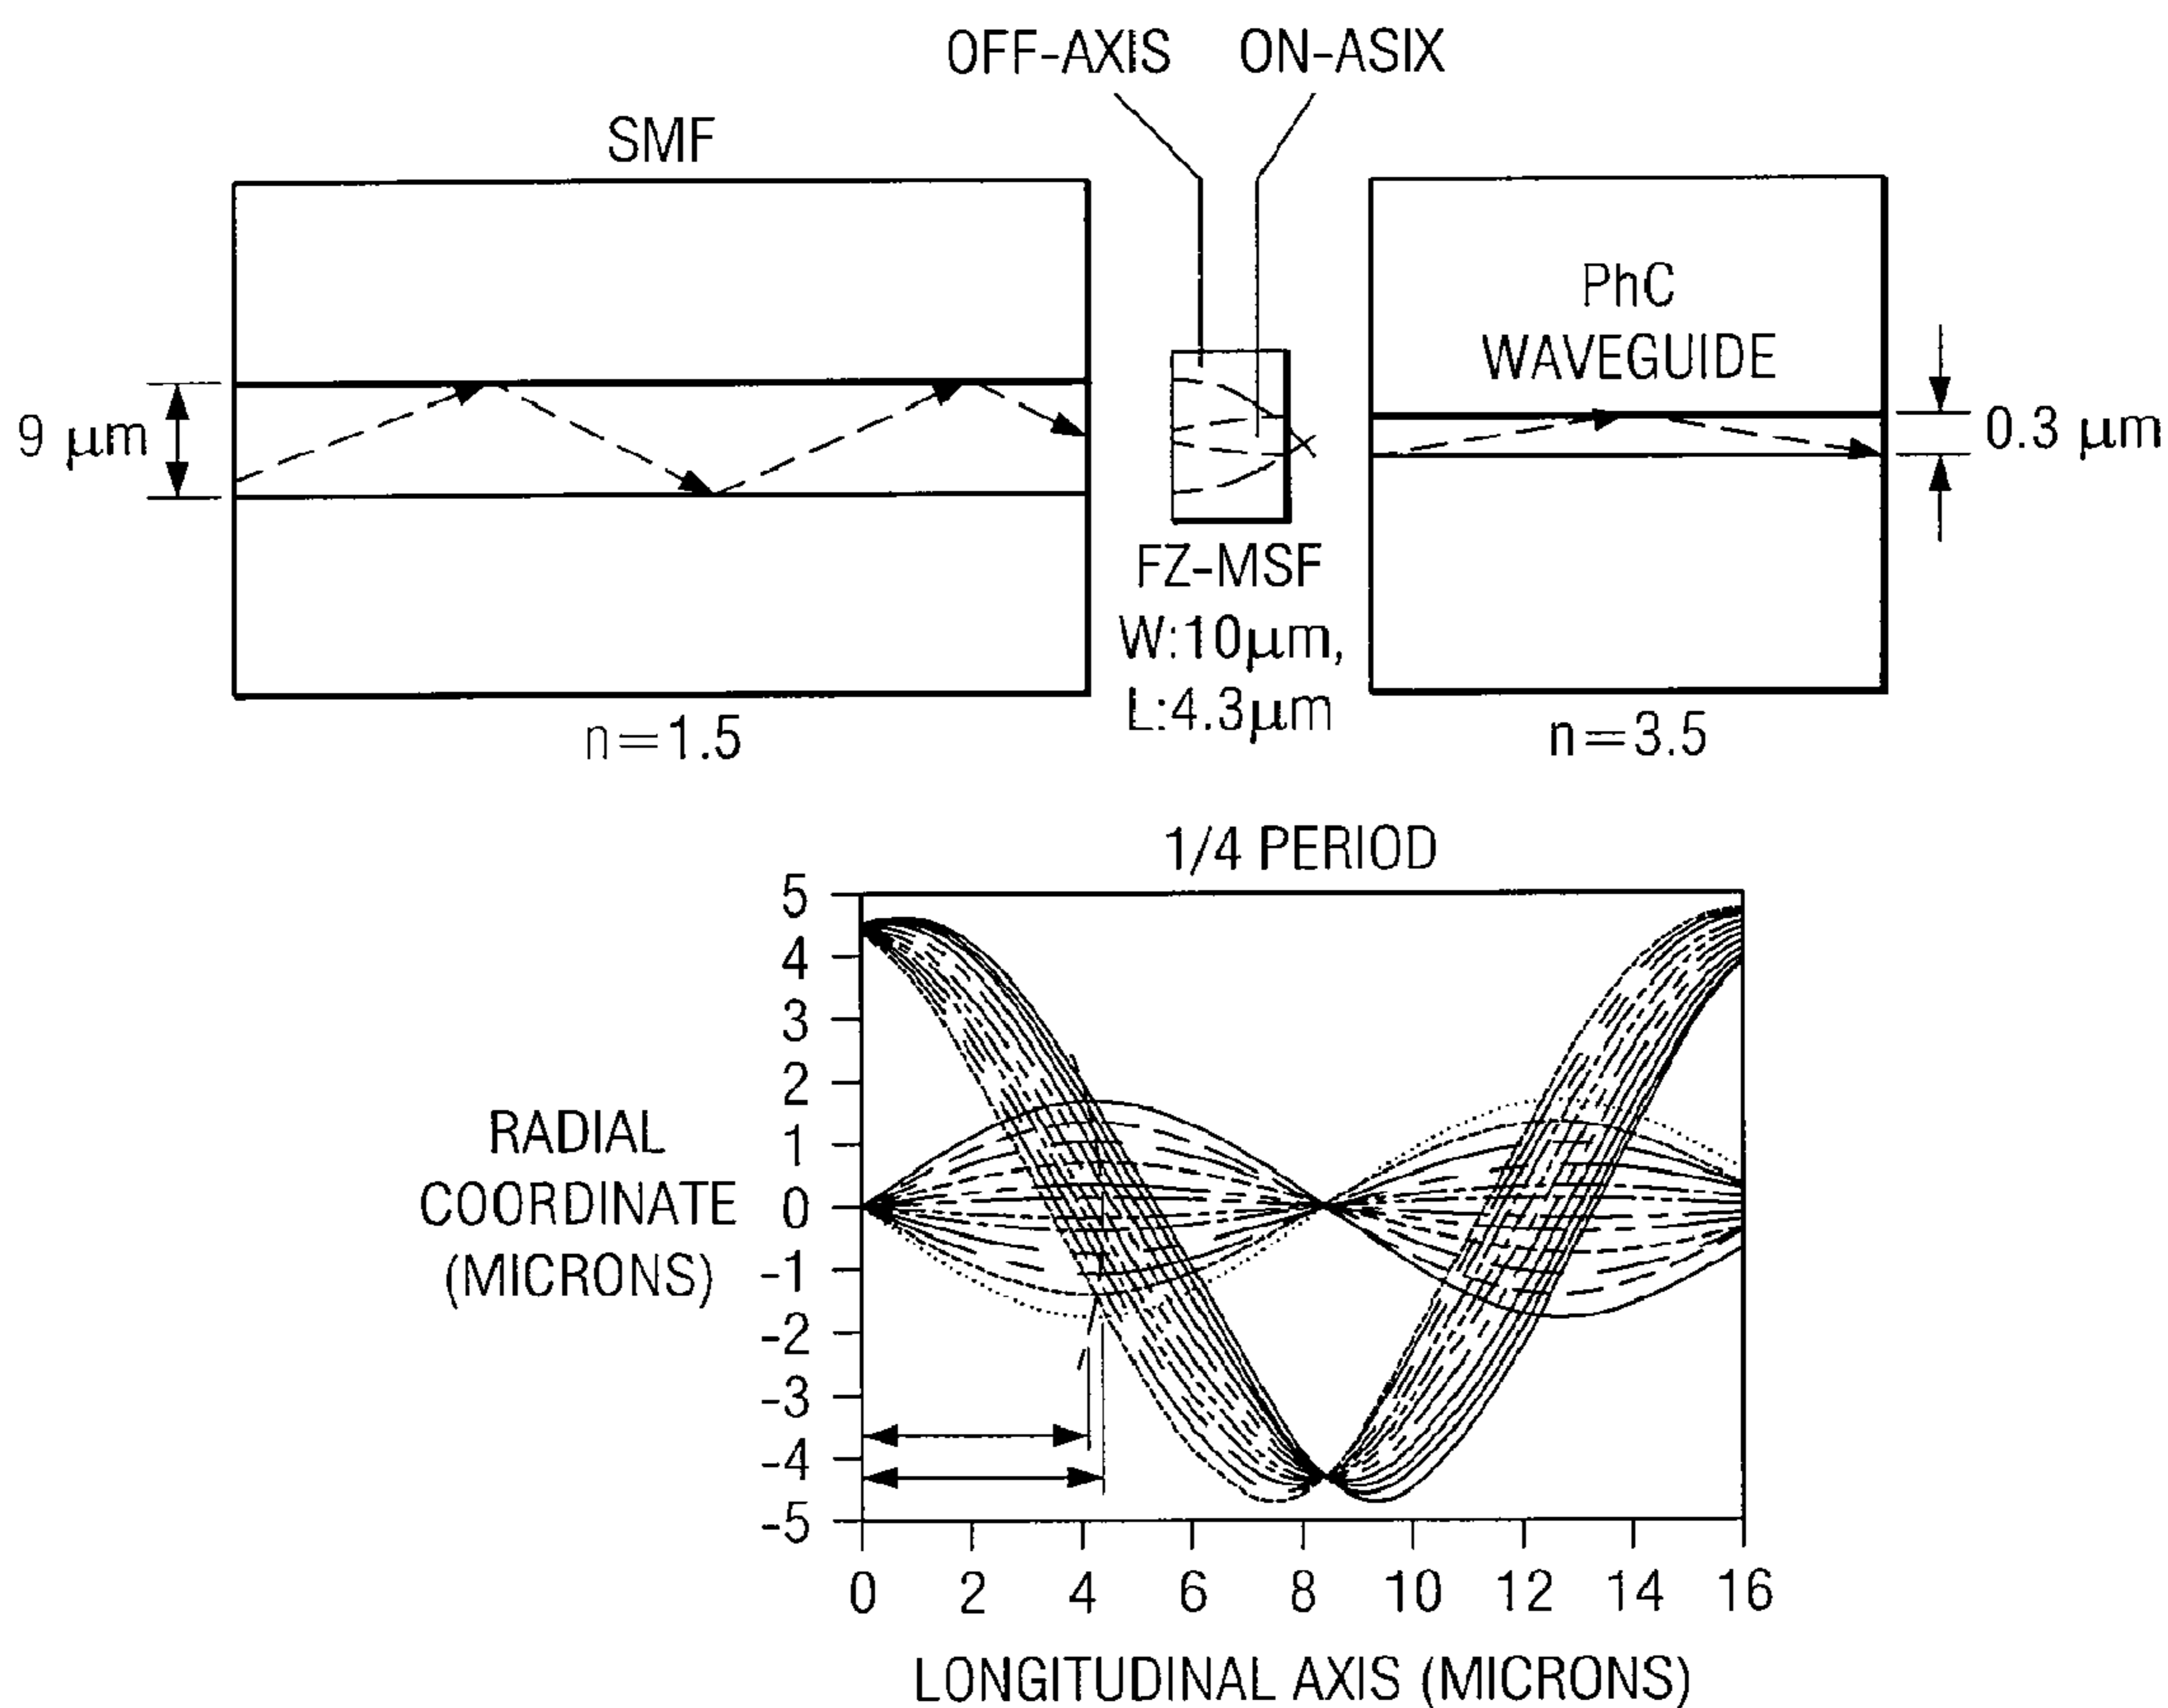 OFF-AXIS ON-ASIX
SMF
9 μm
PhC
WAVEGUIDE
0.3 μm
FZ-MSF
W:10μm,
L:4.3μm
n=1.5
n=3.5
1/4 PERIOD
5
4
3
2
1
0
-1
-2
-3
-4
-5
RADIAL
COORDINATE
(MICRONS)
0 2 4 6 8 10 12 14 16
LONGITUDINAL AXIS (MICRONS)